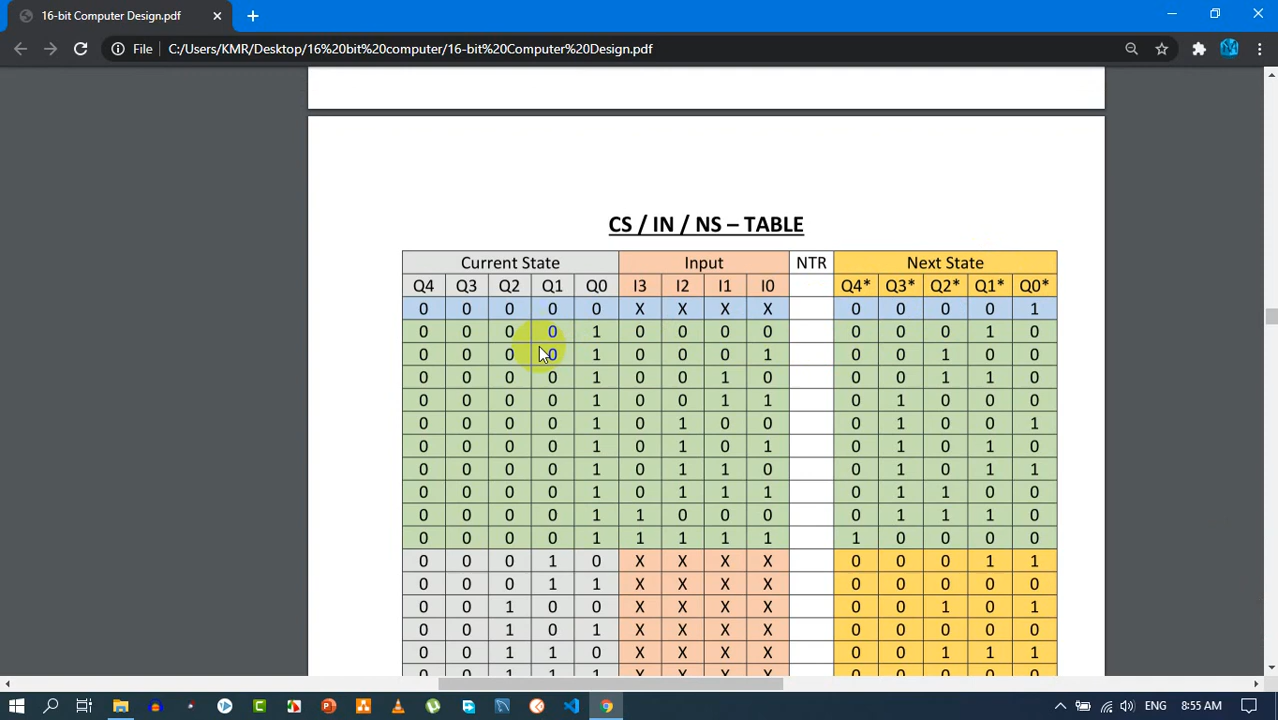 16-bit Computer Design.pdf
File C:/Users/KMR/Desktop/16%20bit%20computer/16-bit%20Computer%20Design.pdf
CS / IN / NS – TABLE
Current State Input NTR Next State
Q4 Q3 Q2 Q1 Q0 I3 I2 I1 I0 Q4* Q3* Q2* Q1* Q0*
0 0 0 0 0 X X X X 0 0 0 0 1
0 0 0 0 1 0 0 0 0 0 0 0 1 0
0 0 0 0 1 0 0 0 1 0 0 1 0 0
0 0 0 0 1 0 0 1 0 0 0 1 1 0
0 0 0 0 1 0 0 1 1 0 1 0 0 0
0 0 0 0 1 0 1 0 0 0 1 0 0 1
0 0 0 0 1 0 1 0 1 0 1 0 1 0
0 0 0 0 1 0 1 1 0 0 1 0 1 1
0 0 0 0 1 0 1 1 1 0 1 1 0 0
0 0 0 0 1 1 0 0 0 0 1 1 1 0
0 0 0 0 1 1 1 1 1 1 0 0 0 0
0 0 0 1 0 X X X X 0 0 0 1 1
0 0 0 1 1 X X X X 0 0 0 0 0
0 0 1 0 0 X X X X 0 0 1 0 1
0 0 1 0 1 X X X X 0 0 0 0 0
0 0 1 1 0 X X X X 0 0 1 1 1
ENG 8:55 AM